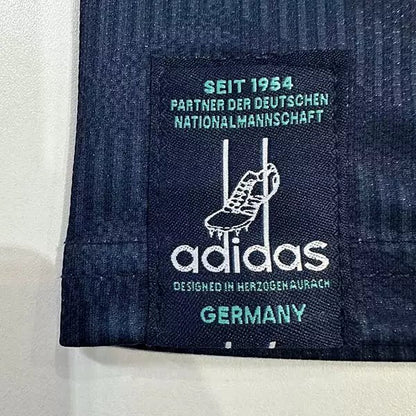 SEIT 1954
PARTNER DER DEUTSCHEN
NATIONALMANNSCHAFT
adidas
DESIGNED IN HERZOGENAURACH
GERMANY